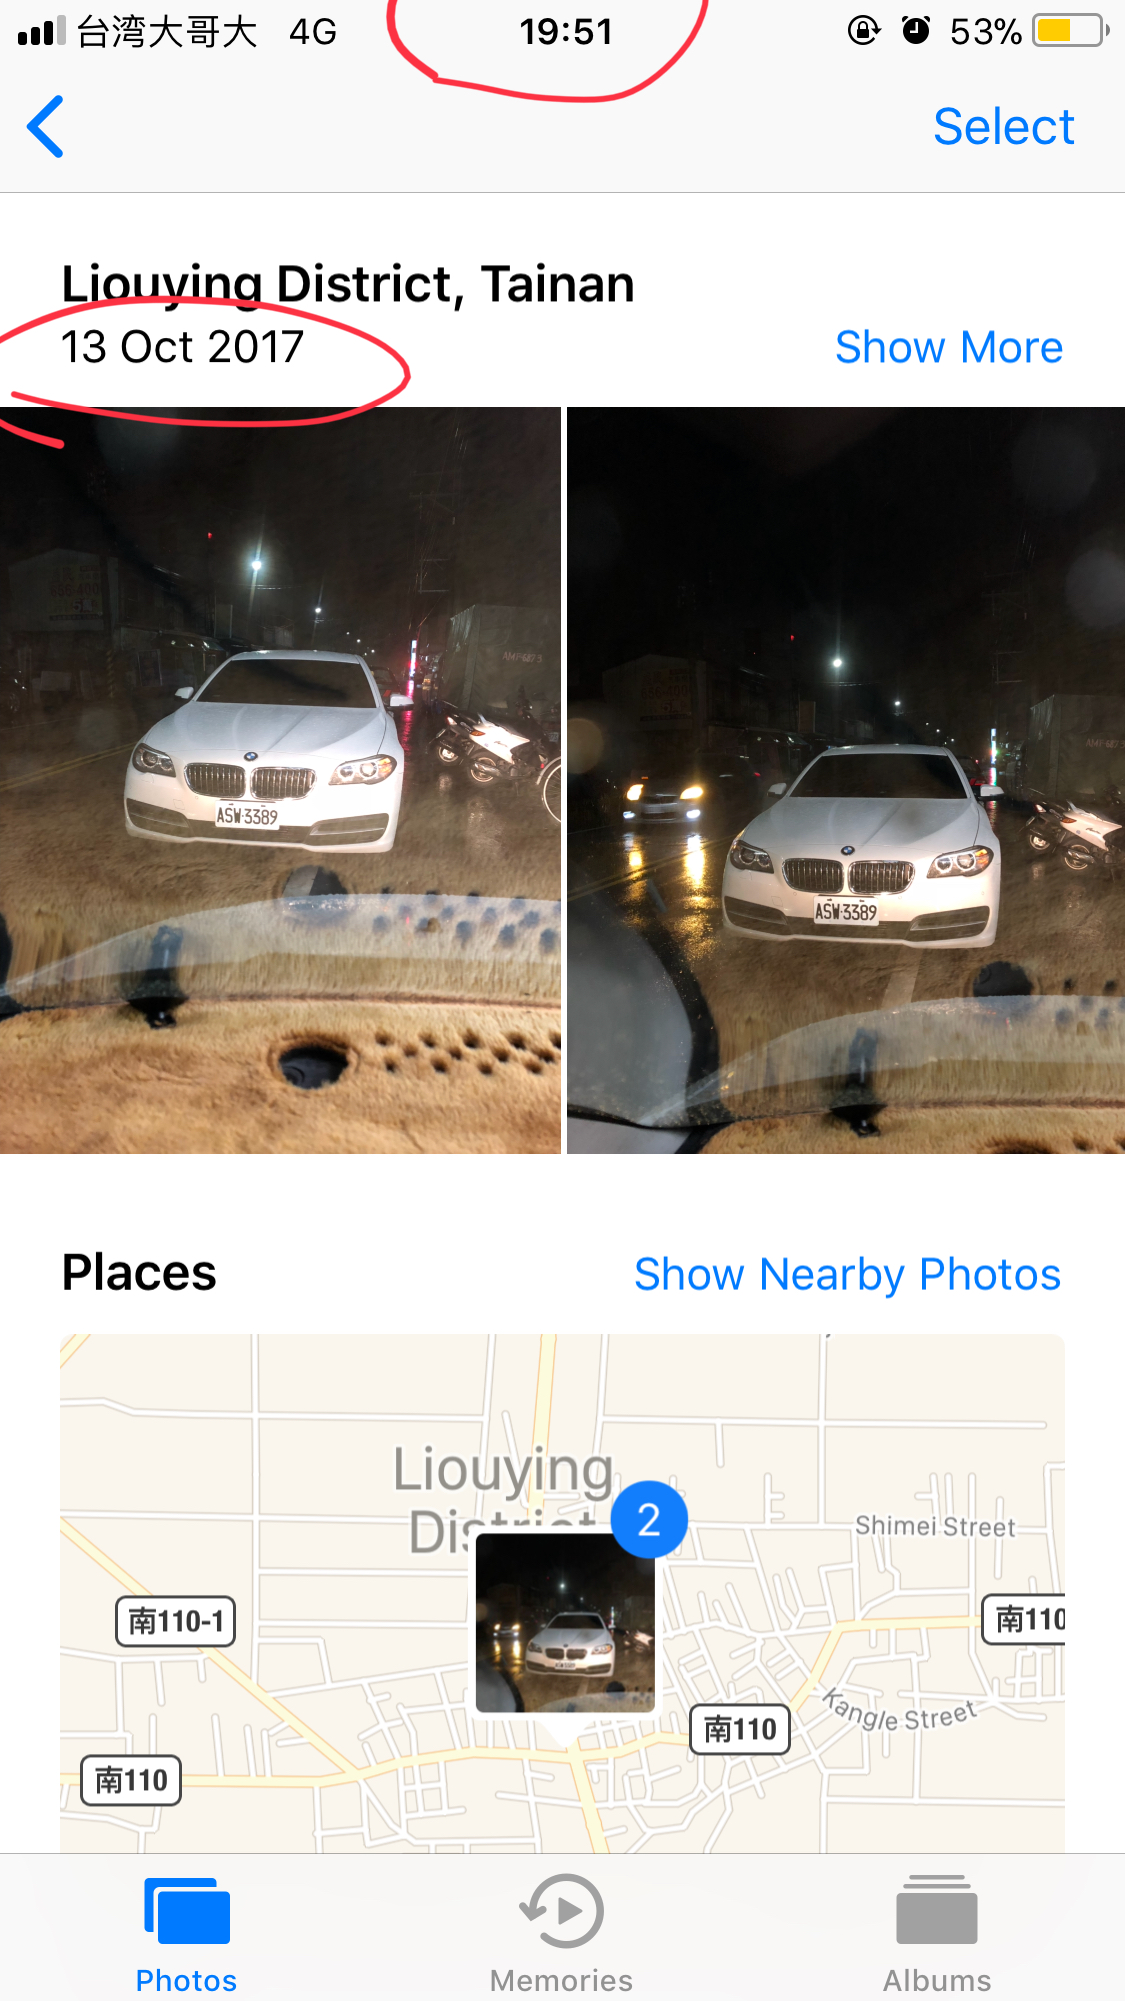 台湾大哥大 4G 19:51 53%
Select
Liouying District, Tainan
13 Oct 2017
Show More
ASW-3389
ASW-3389
Places
Show Nearby Photos
Liouying
District
2
Shimei Street
南110-1
南110
Kangle Street
南110
南110
Photos
Memories
Albums